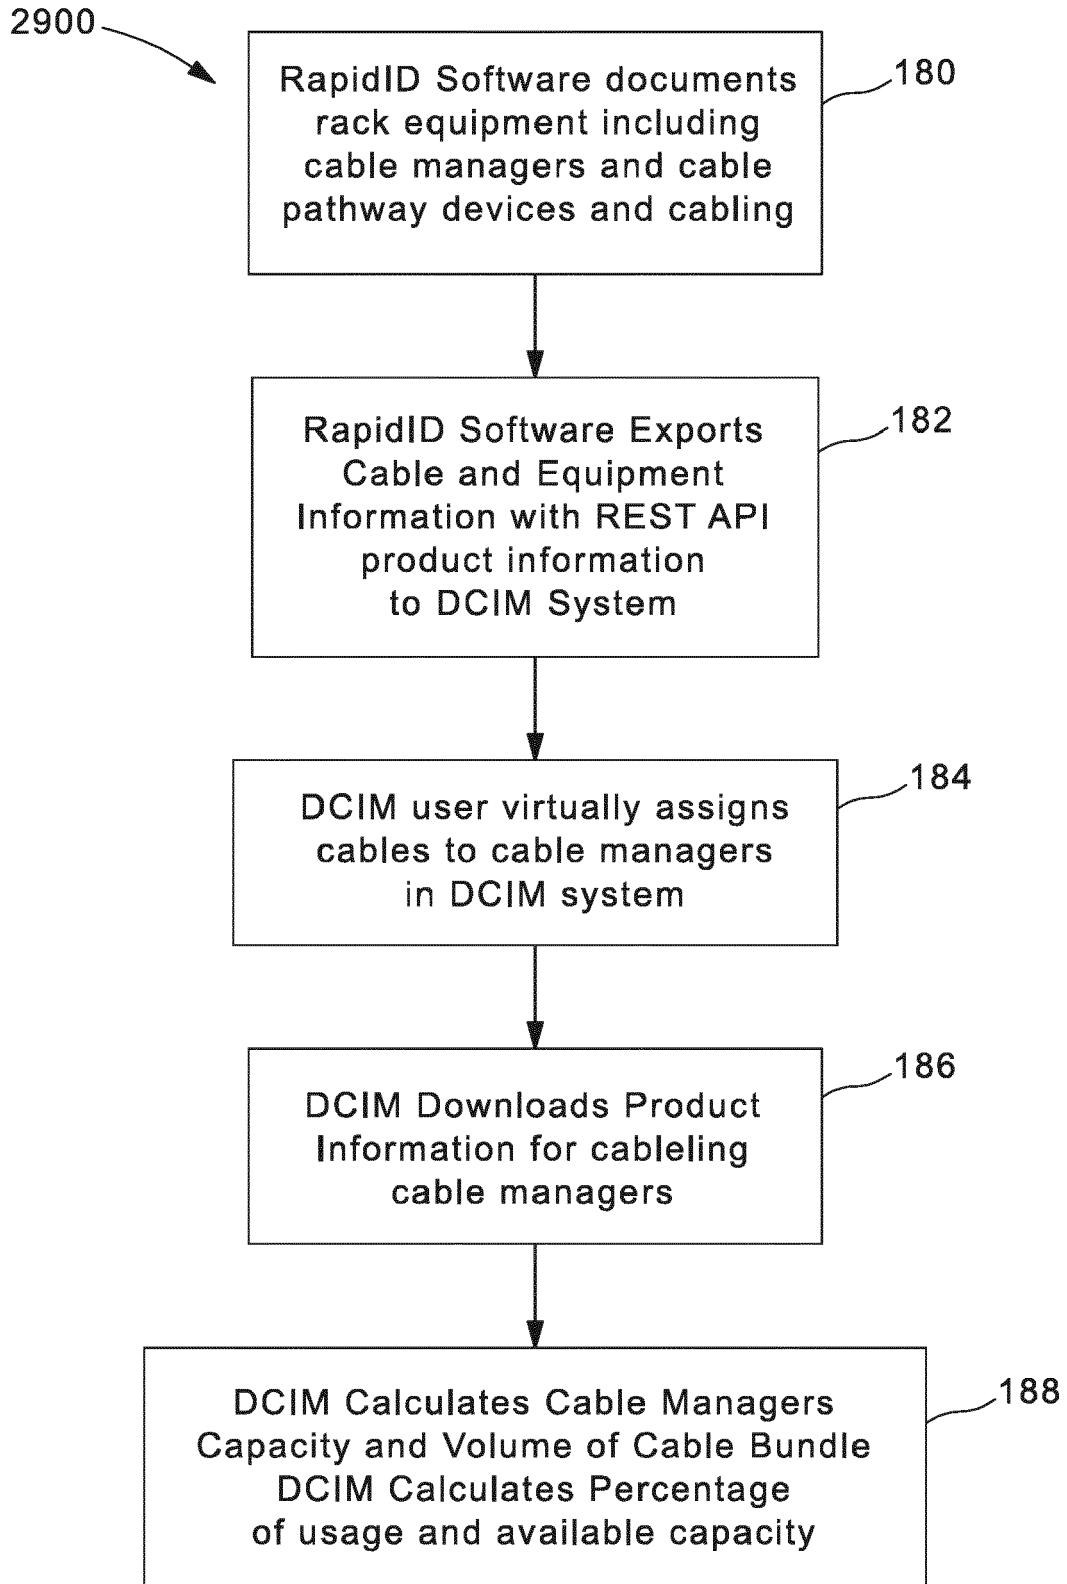 2900
180
RapidID Software documents
rack equipment including
cable managers and cable
pathway devices and cabling
182
RapidID Software Exports
Cable and Equipment
Information with REST API
product information
to DCIM System
184
DCIM user virtually assigns
cables to cable managers
in DCIM system
186
DCIM Downloads Product
Information for cableling
cable managers
188
DCIM Calculates Cable Managers
Capacity and Volume of Cable Bundle
DCIM Calculates Percentage
of usage and available capacity